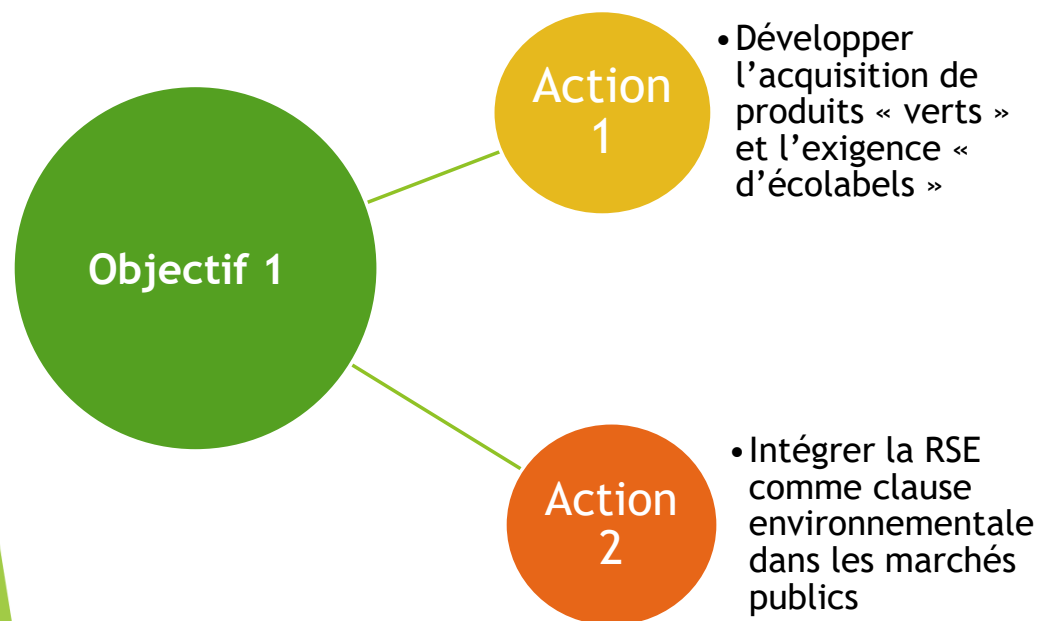 Objectif 1
Action
1
•Développer
l’acquisition de
produits « verts »
et l’exigence «
d’écolabels »
Action
2
•Intégrer la RSE
comme clause
environnementale
dans les marchés
publics